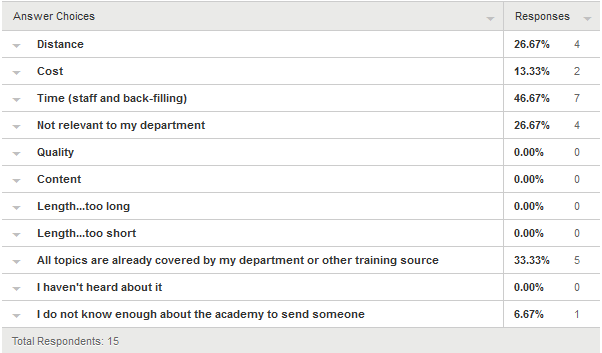 Answer Choices Responses
Distance 26.67% 4
Cost 13.33% 2
Time (staff and back-filling) 46.67% 7
Not relevant to my department 26.67% 4
Quality 0.00% 0
Content 0.00% 0
Length...too long 0.00% 0
Length...too short 0.00% 0
All topics are already covered by my department or other training source 33.33% 5
I haven't heard about it 0.00% 0
I do not know enough about the academy to send someone 6.67% 1
Total Respondents: 15